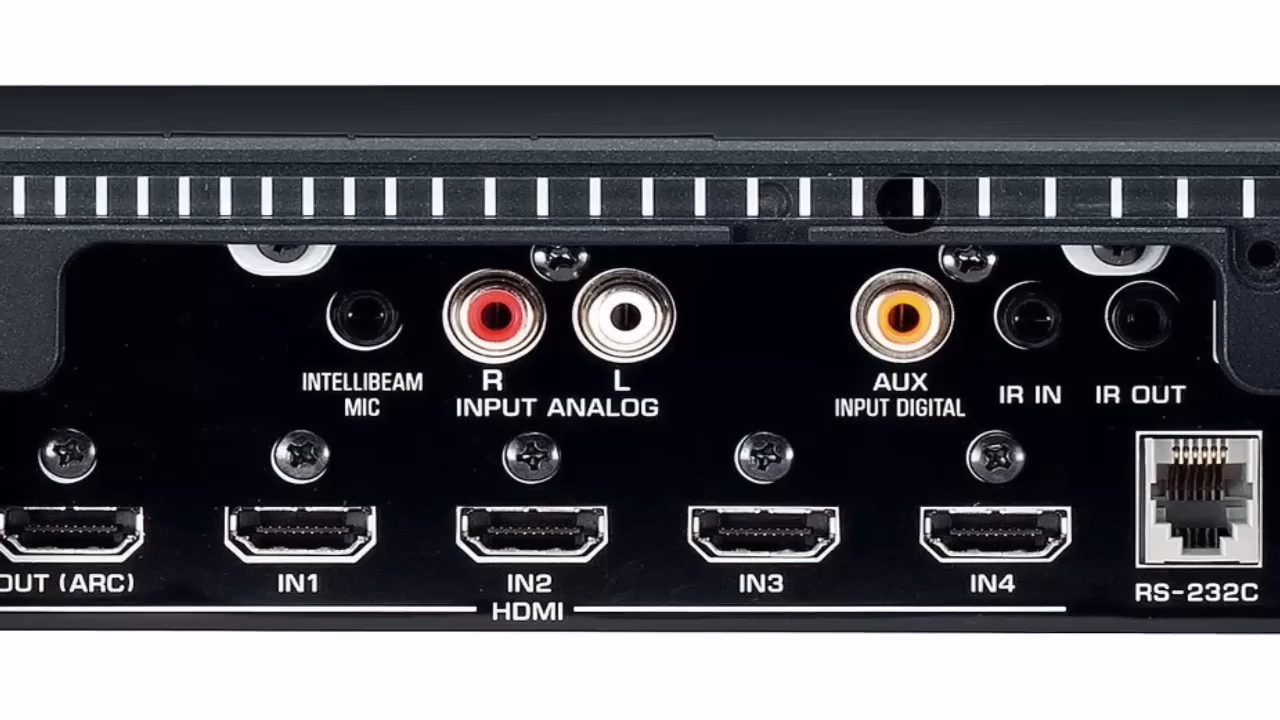 INTELLIBEAM
MIC
R L
INPUT ANALOG
AUX
INPUT DIGITAL
IR IN
IR OUT
OUT (ARC)
IN1
IN2
IN3
IN4
HDMI
RS-232C